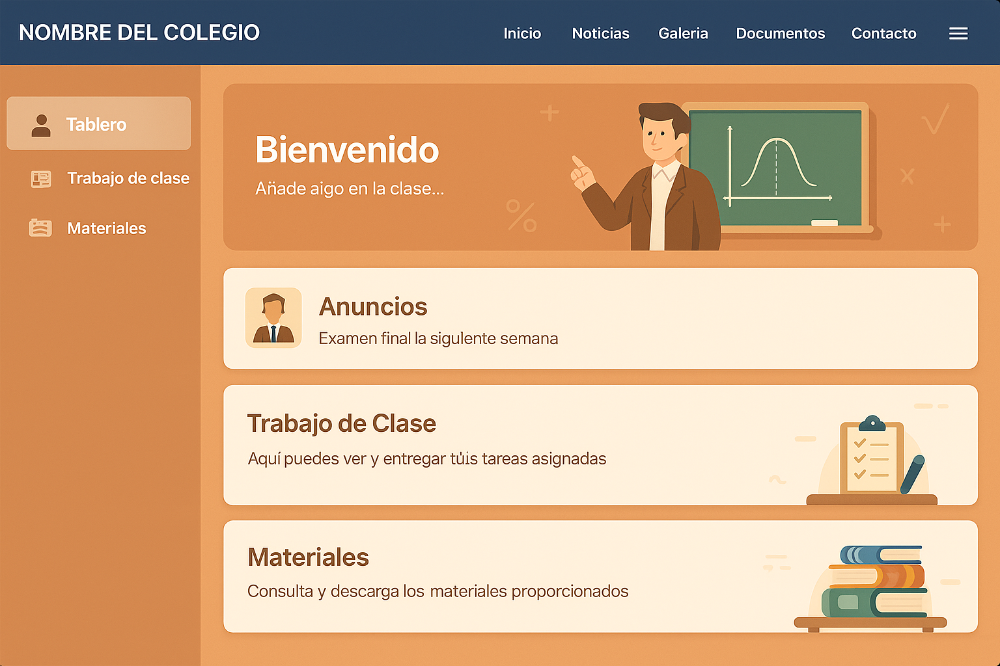 NOMBRE DEL COLEGIO
Inicio Noticias Galeria Documentos Contacto
Tablero
Trabajo de clase
Materiales
Bienvenido
Añade aigo en la clase...
Anuncios
Examen final la sigulente semana
Trabajo de Clase
Aquí puedes ver y entregar tareas asignadas
Materiales
Consulta y descarga los materiales proporcionados